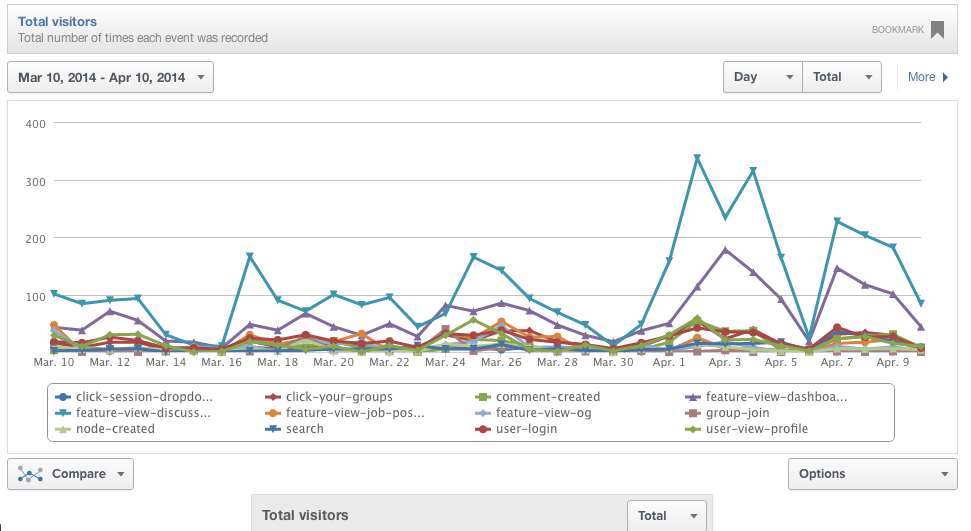 Total visitors
Total number of times each event was recorded
BOOKMARK
Mar 10, 2014 - Apr 10, 2014
Day
Total
More
400
300
200
100
Mar. 10 Mar. 12 Mar. 14 Mar. 16 Mar. 18 Mar. 20 Mar. 22 Mar. 24 Mar. 26 Mar. 28 Mar. 30 Apr. 1 Apr. 3 Apr. 5 Apr. 7 Apr. 9
click-session-dropdo... click-your-groups comment-created feature-view-dashboa...
feature-view-discuss... feature-view-job-pos... feature-view-og group-join
node-created search user-login user-view-profile
Compare
Options
Total visitors
Total